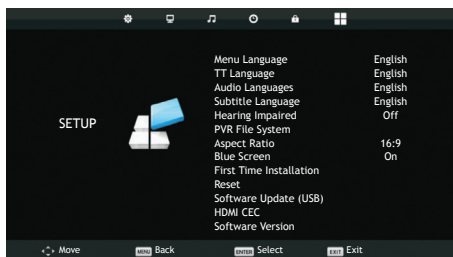 SETUP
Menu Language English
TT Language English
Audio Languages English
Subtitle Language English
Hearing Impaired Off
PVR File System
Aspect Ratio 16:9
Blue Screen On
First Time Installation
Reset
Software Update (USB)
HDMI CEC
Software Version
Move MENU Back ENTER Select EXIT Exit